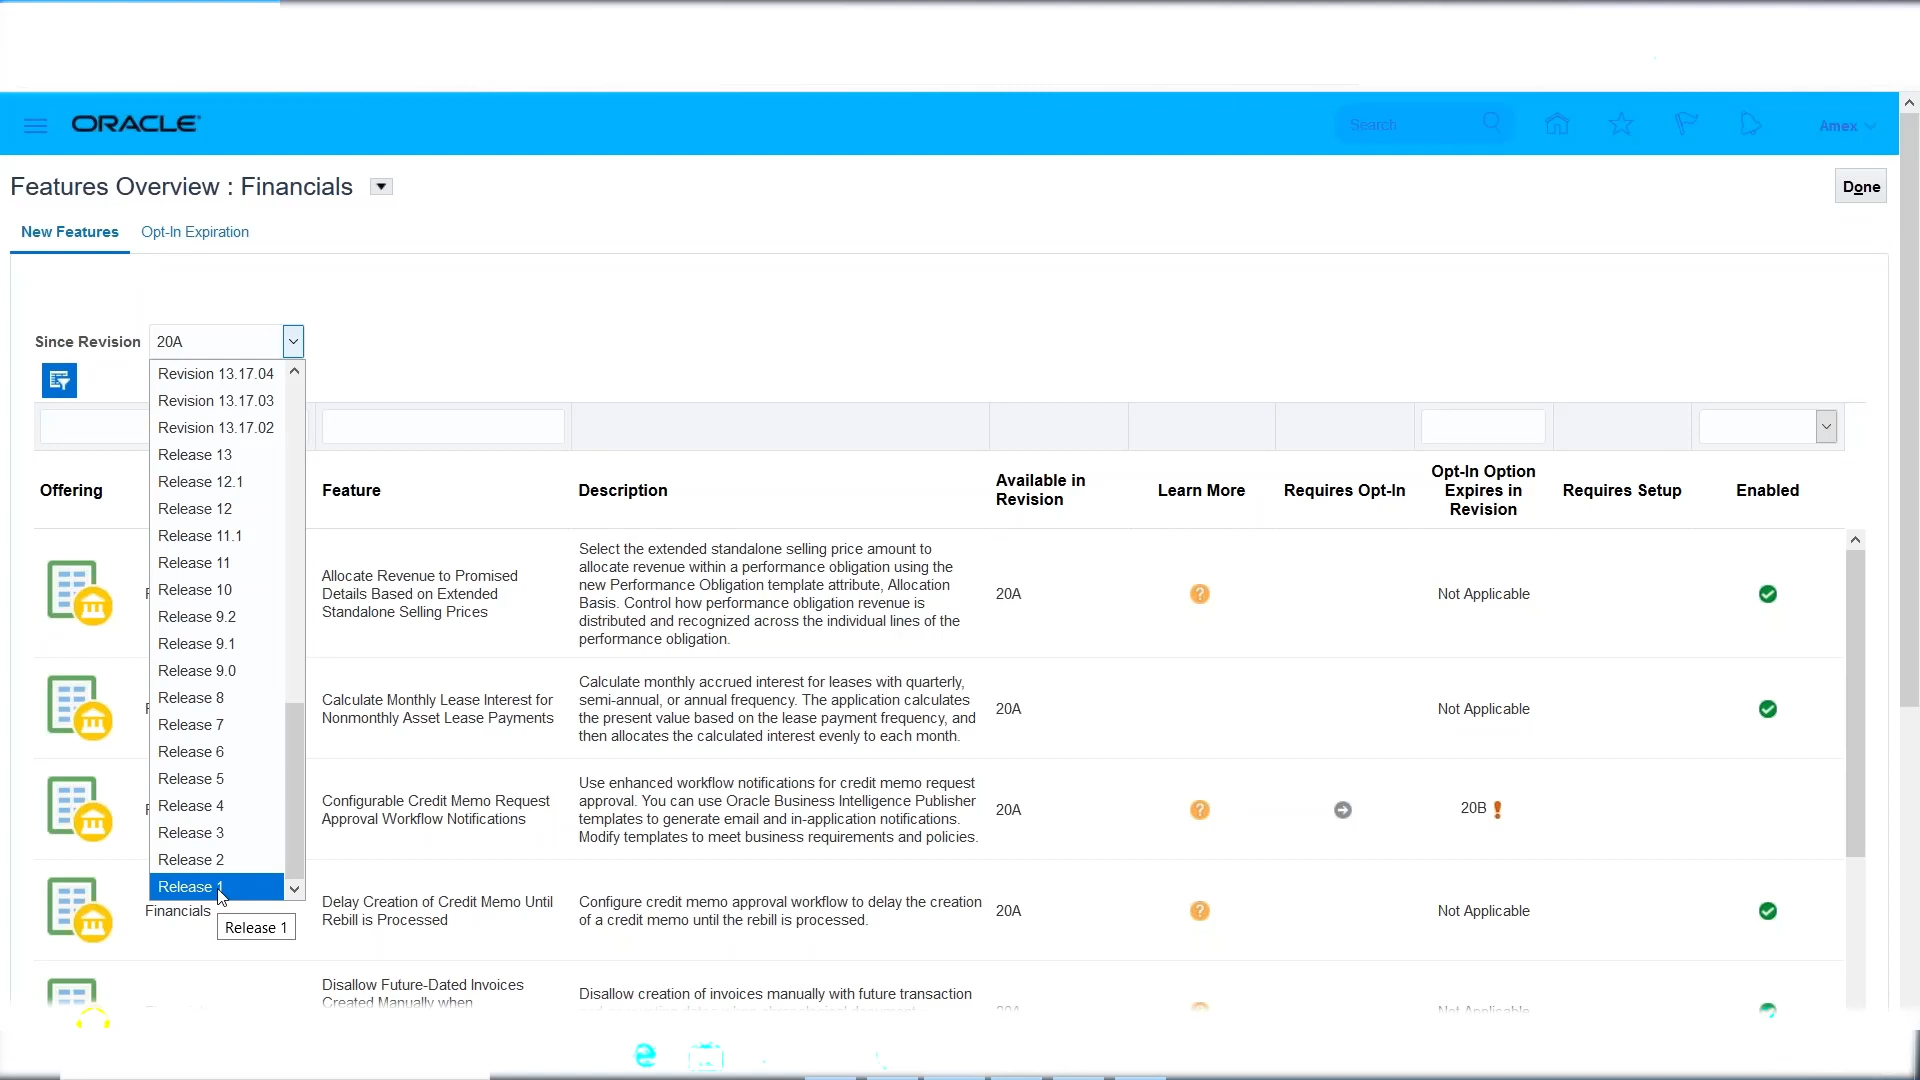 ORACLE
Search
Amex
Features Overview : Financials
Done
New Features
Opt-In Expiration
Since Revision
20A
Revision 13.17.04
Revision 13.17.03
Revision 13.17.02
Release 13
Release 12.1
Release 12
Release 11.1
Release 11
Release 10
Release 9.2
Release 9.1
Release 9.0
Release 8
Release 7
Release 6
Release 5
Release 4
Release 3
Release 2
Release 1
Release 1
Offering
Feature
Description
Available in
Revision
Learn More
Requires Opt-In
Opt-In Option
Expires in
Revision
Requires Setup
Enabled
Allocate Revenue to Promised
Details Based on Extended
Standalone Selling Prices
Select the extended standalone selling price amount to
allocate revenue within a performance obligation using the
new Performance Obligation template attribute, Allocation
Basis. Control how performance obligation revenue is
distributed and recognized across the individual lines of the
performance obligation.
20A
Not Applicable
Calculate Monthly Lease Interest for
Nonmonthly Asset Lease Payments
Calculate monthly accrued interest for leases with quarterly,
semi-annual, or annual frequency. The application calculates
the present value based on the lease payment frequency, and
then allocates the calculated interest evenly to each month.
20A
Not Applicable
Configurable Credit Memo Request
Approval Workflow Notifications
Use enhanced workflow notifications for credit memo request
approval. You can use Oracle Business Intelligence Publisher
templates to generate email and in-application notifications.
Modify templates to meet business requirements and policies.
20A
20B
Financials
Delay Creation of Credit Memo Until
Rebill is Processed
Configure credit memo approval workflow to delay the creation
of a credit memo until the rebill is processed.
20A
Not Applicable
Disallow Future-Dated Invoices
Created Manually when
Disallow creation of invoices manually with future transaction
20A
Not Applicable